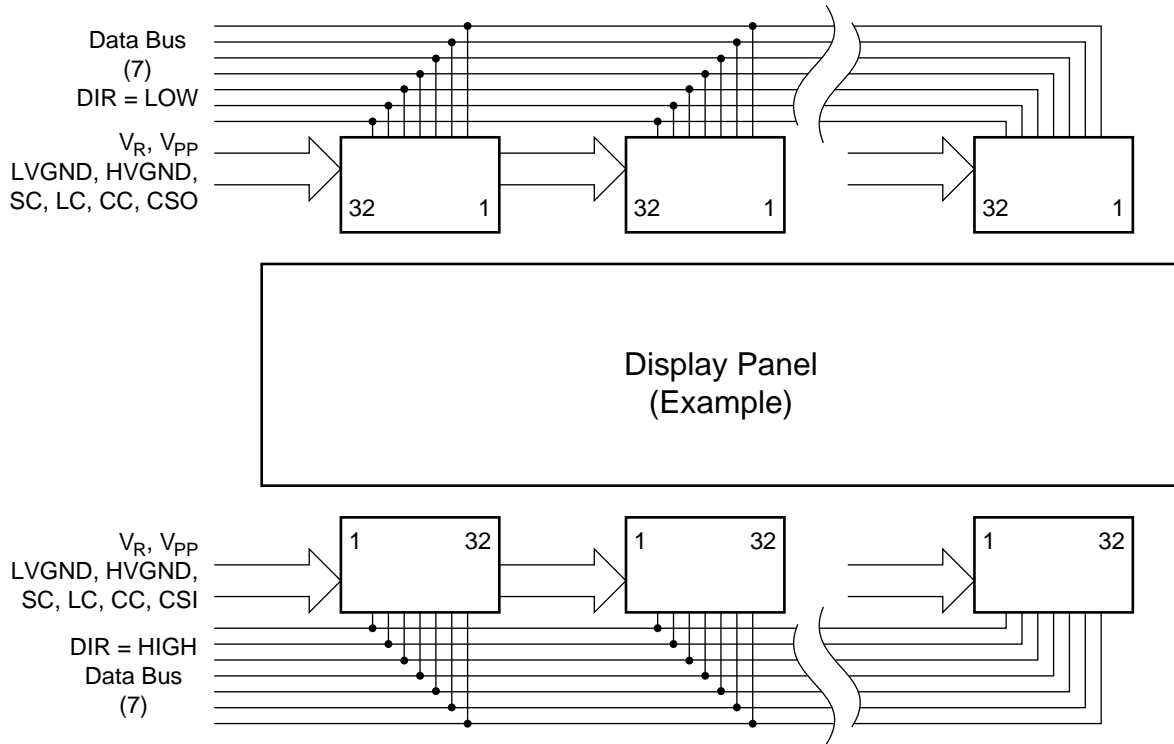 Data Bus
(7)
DIR = LOW
V_R, V_PP
LVGND, HVGND,
SC, LC, CC, CSO
32 1
32 1
32 1
Display Panel
(Example)
1 32
1 32
1 32
V_R, V_PP
LVGND, HVGND,
SC, LC, CC, CSI
DIR = HIGH
Data Bus
(7)